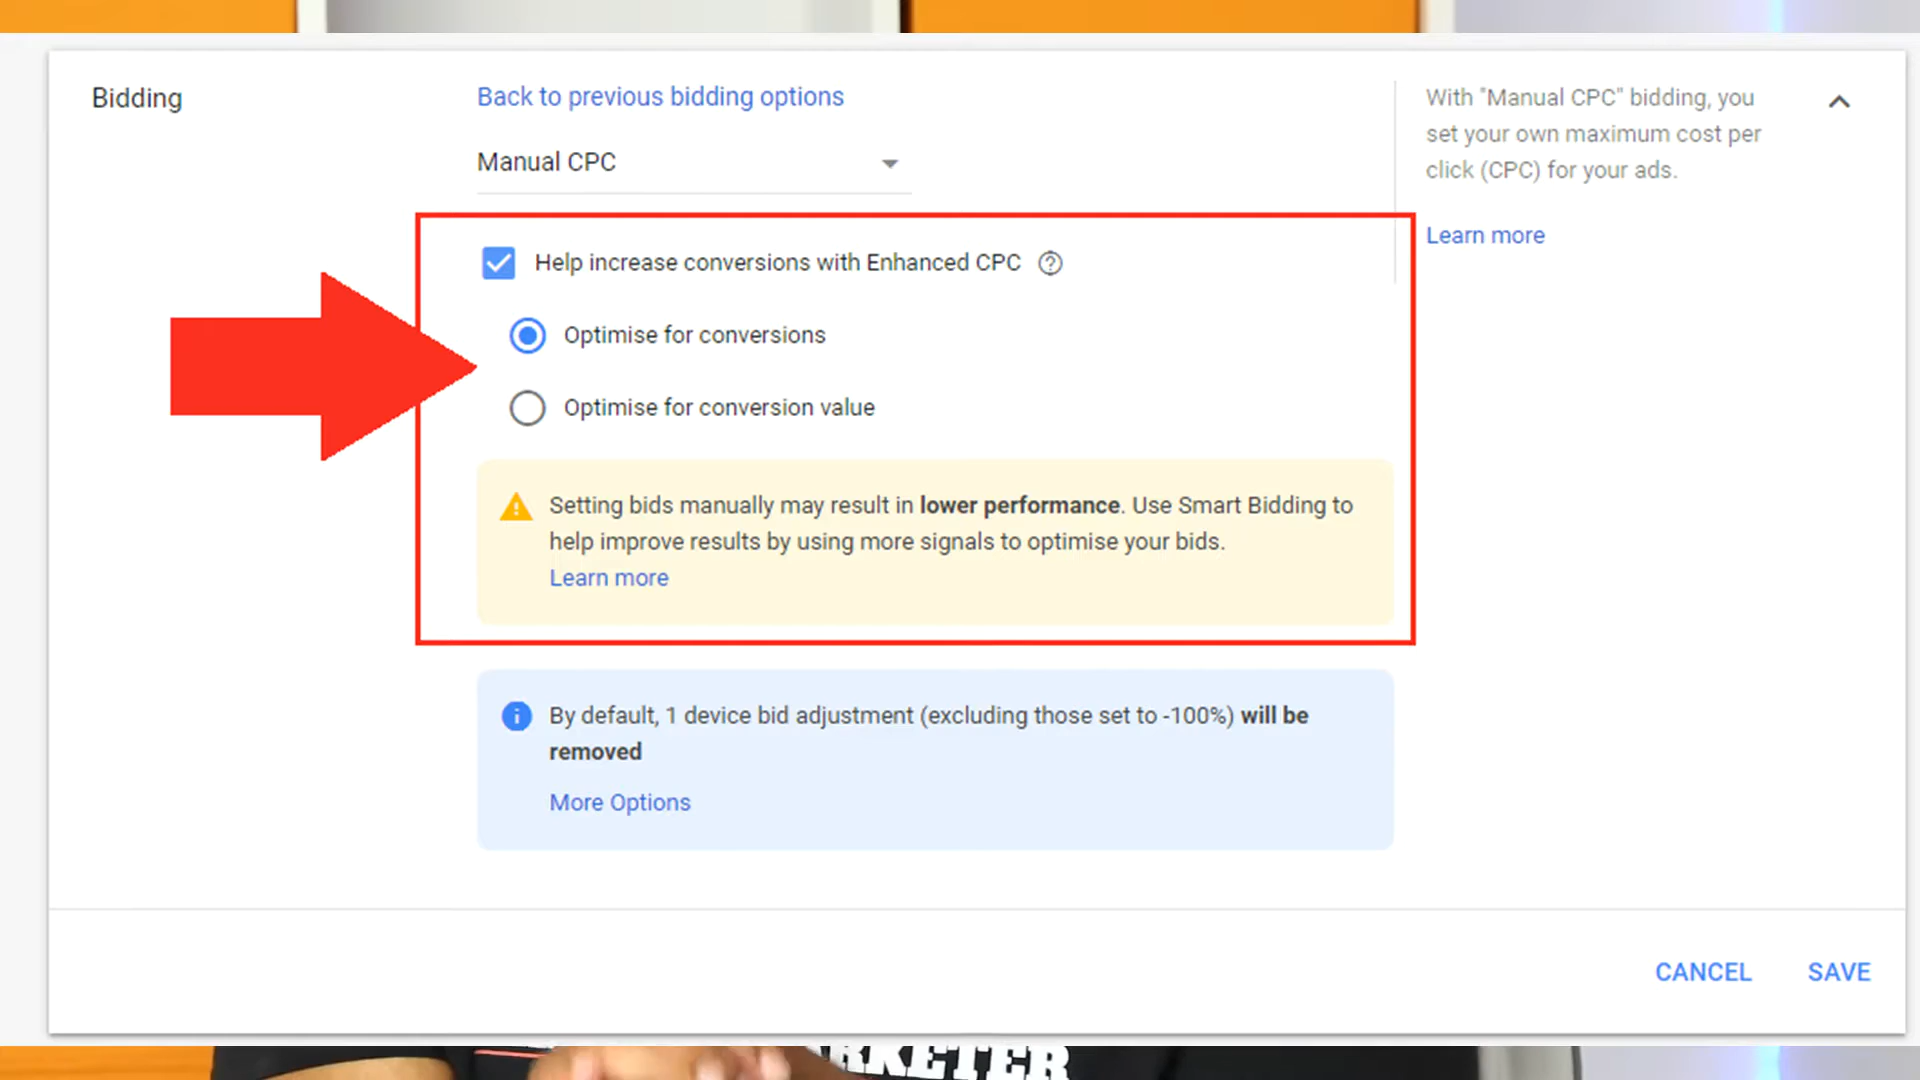 Bidding
Back to previous bidding options
Manual CPC
With "Manual CPC" bidding, you
set your own maximum cost per
click (CPC) for your ads.
Learn more
Help increase conversions with Enhanced CPC
Optimise for conversions
Optimise for conversion value
Setting bids manually may result in lower performance. Use Smart Bidding to
help improve results by using more signals to optimise your bids.
Learn more
By default, 1 device bid adjustment (excluding those set to -100%) will be
removed
More Options
CANCEL
SAVE